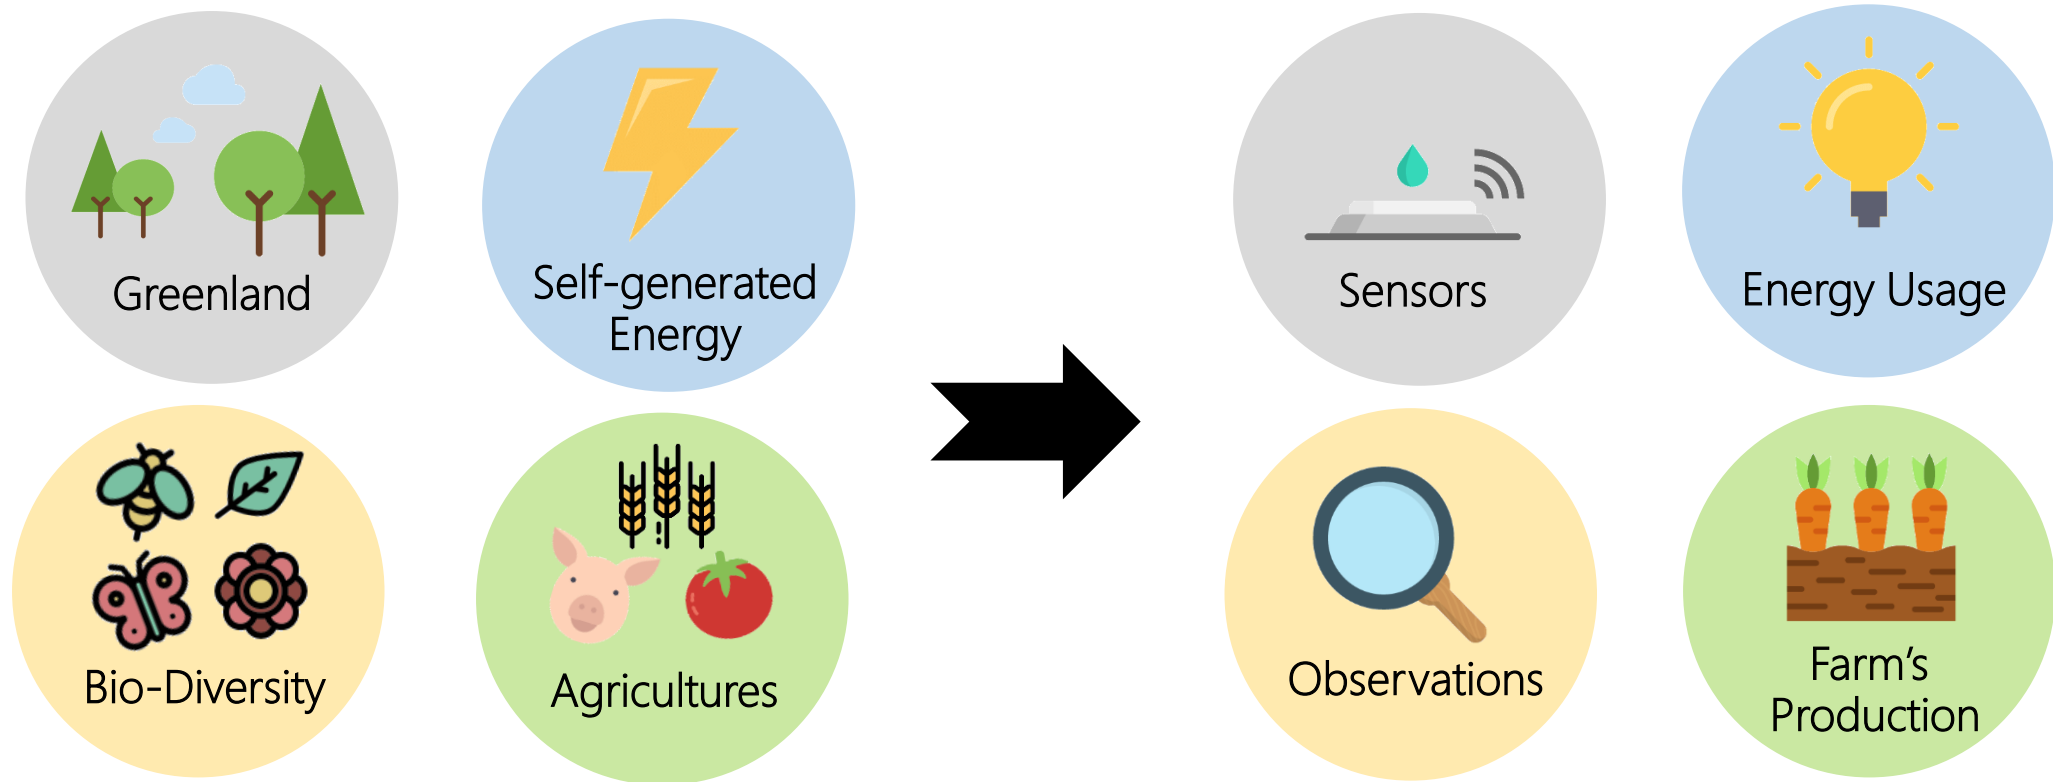 Greenland
Self-generated
Energy
Sensors
Energy Usage
Bio-Diversity
Agricultures
Observations
Farm's
Production